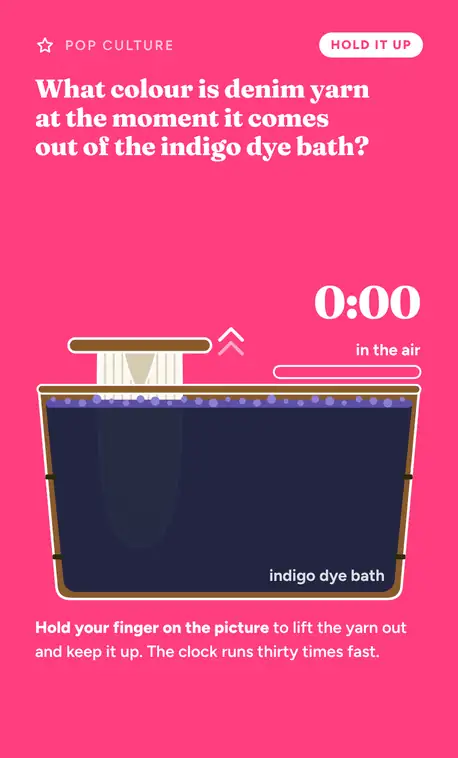 POP CULTURE
HOLD IT UP
What colour is denim yarn
at the moment it comes
out of the indigo dye bath?
0:00
in the air
indigo dye bath
Hold your finger on the picture to lift the yarn out
and keep it up. The clock runs thirty times fast.